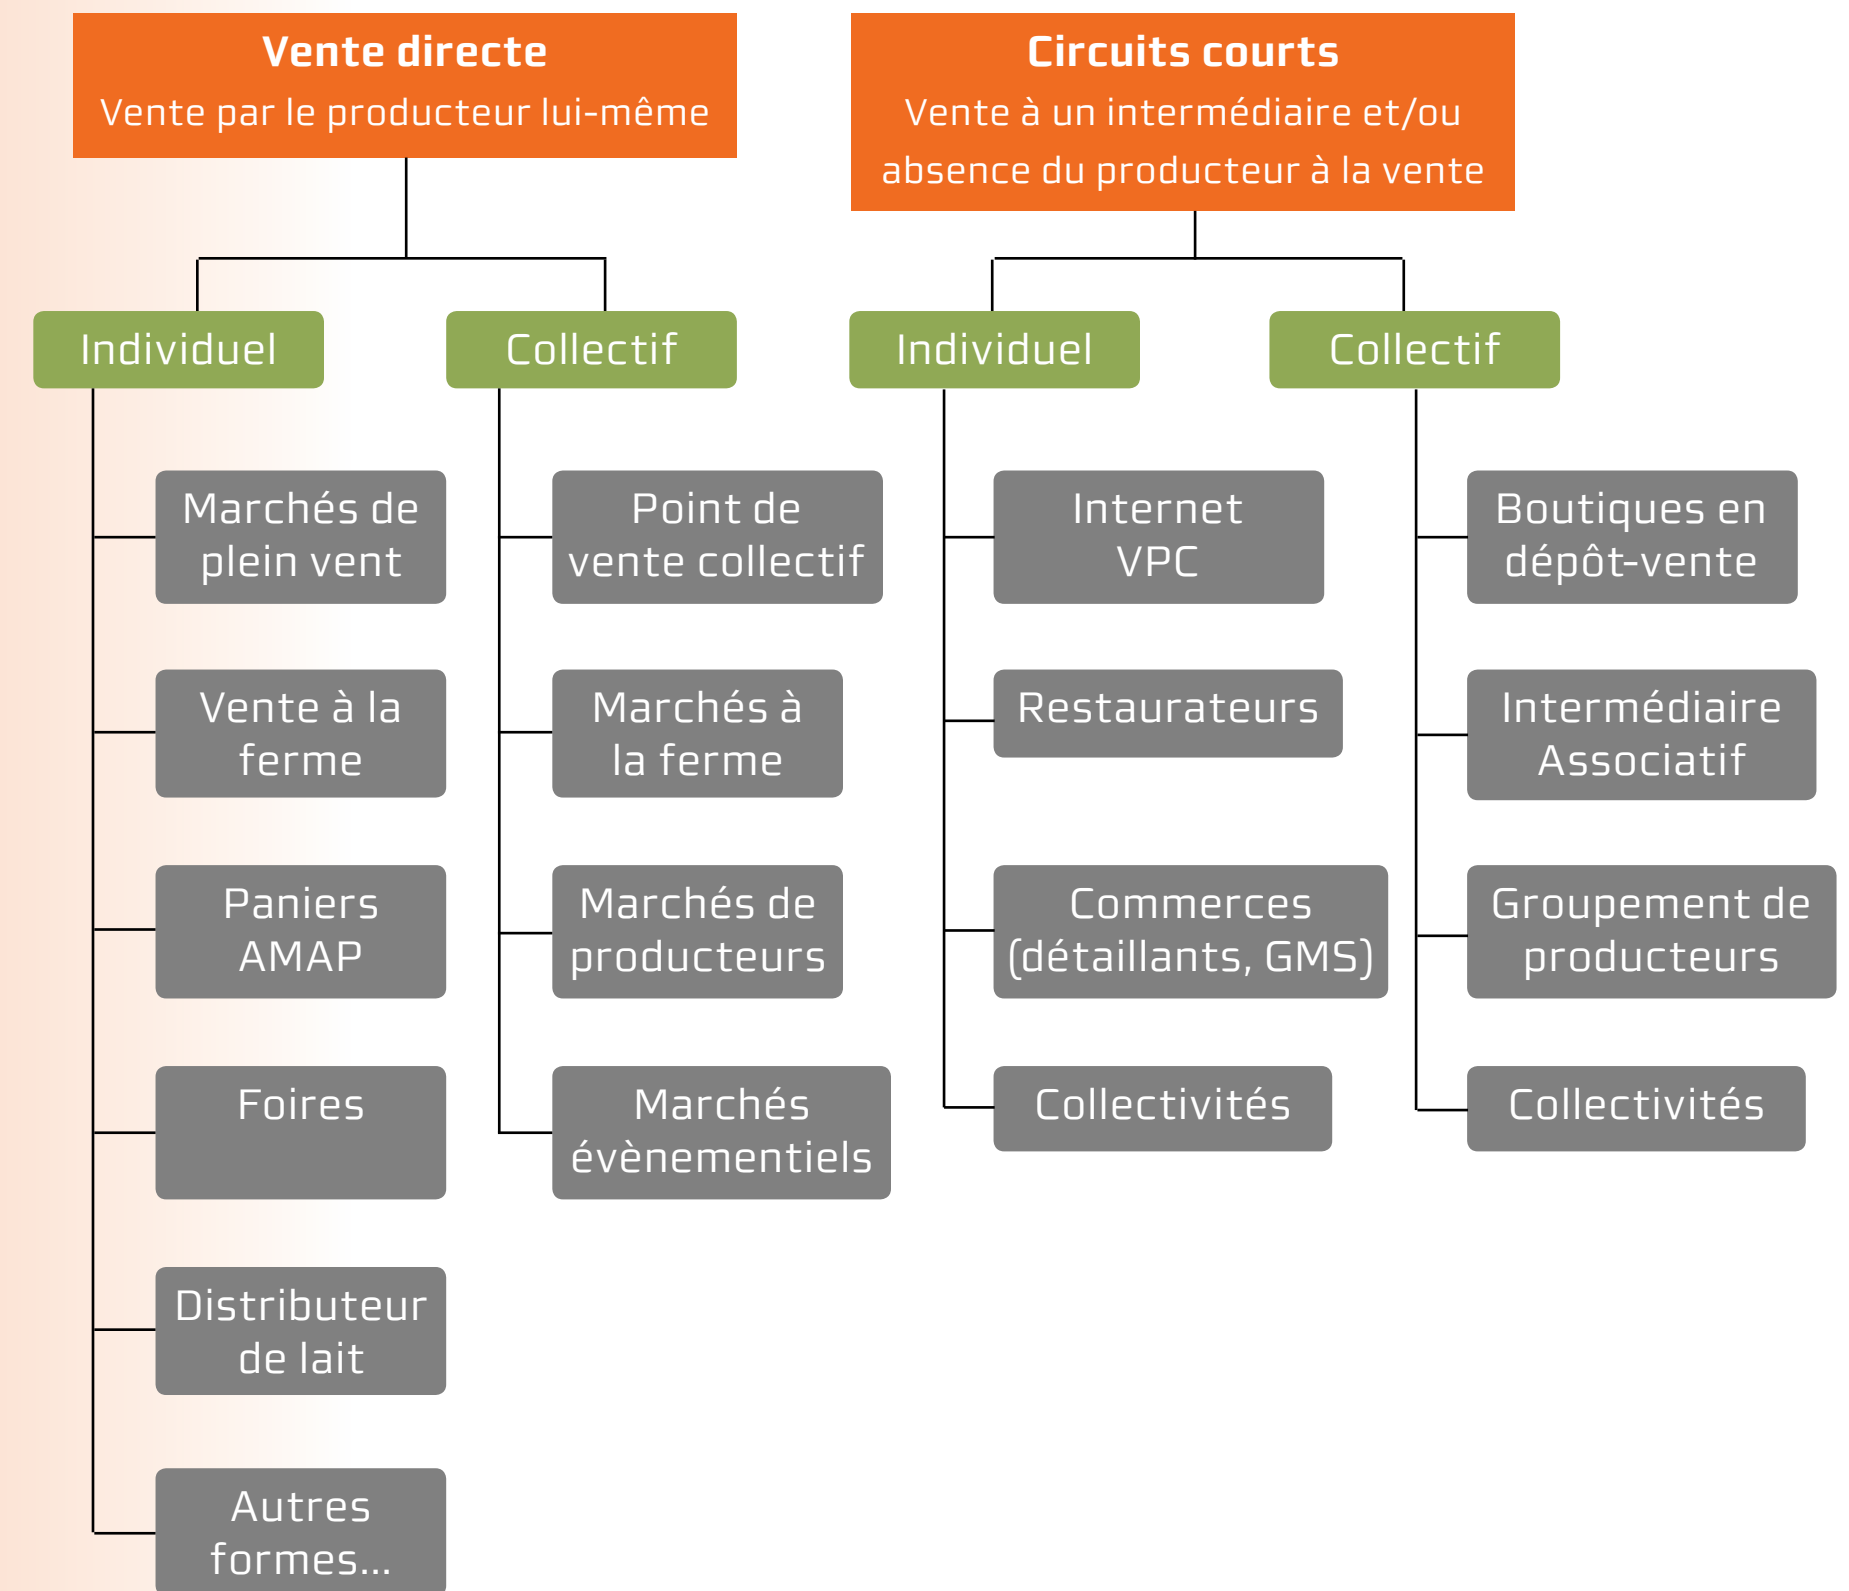 Vente directe
Vente par le producteur lui-même
Circuits courts
Vente à un intermédiaire et/ou
absence du producteur à la vente
Individuel
Collectif
Individuel
Collectif
Marchés de
plein vent
Vente à la
ferme
Paniers
AMAP
Foires
Distributeur
de lait
Autres
formes...
Point de
vente collectif
Marchés à
la ferme
Marchés de
producteurs
Marchés
évènementiels
Internet
VPC
Restaurateurs
Commerces
(détaillants, GMS)
Collectivités
Boutiques en
dépôt-vente
Intermédiaire
Associatif
Groupement de
producteurs
Collectivités